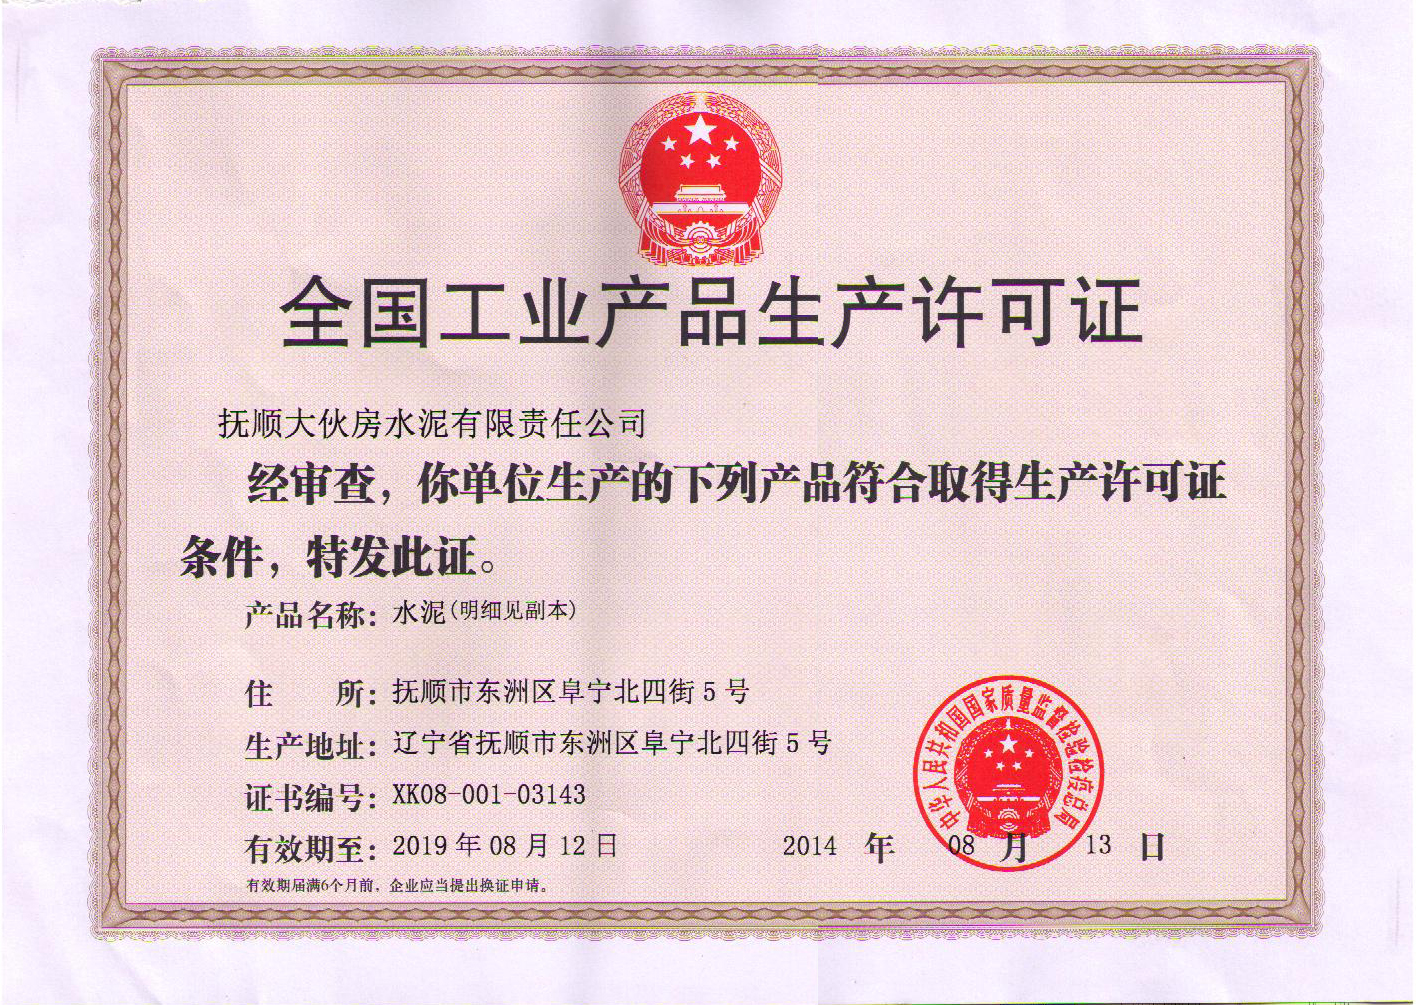 全国工业产品生产许可证
抚顺大伙房水泥有限责任公司
经审查，你单位生产的下列产品符合取得生产许可证
条件，特发此证。
产品名称：水泥(明细见副本)
住　　所：抚顺市东洲区阜宁北四街5号
生产地址：辽宁省抚顺市东洲区阜宁北四街5号
证书编号：XK08-001-03143
有效期至：2019年08月12日
2014 年 08 月 13 日
有效期届满6个月前，企业应当提出换证申请。
中华人民共和国国家质量监督检验检疫总局